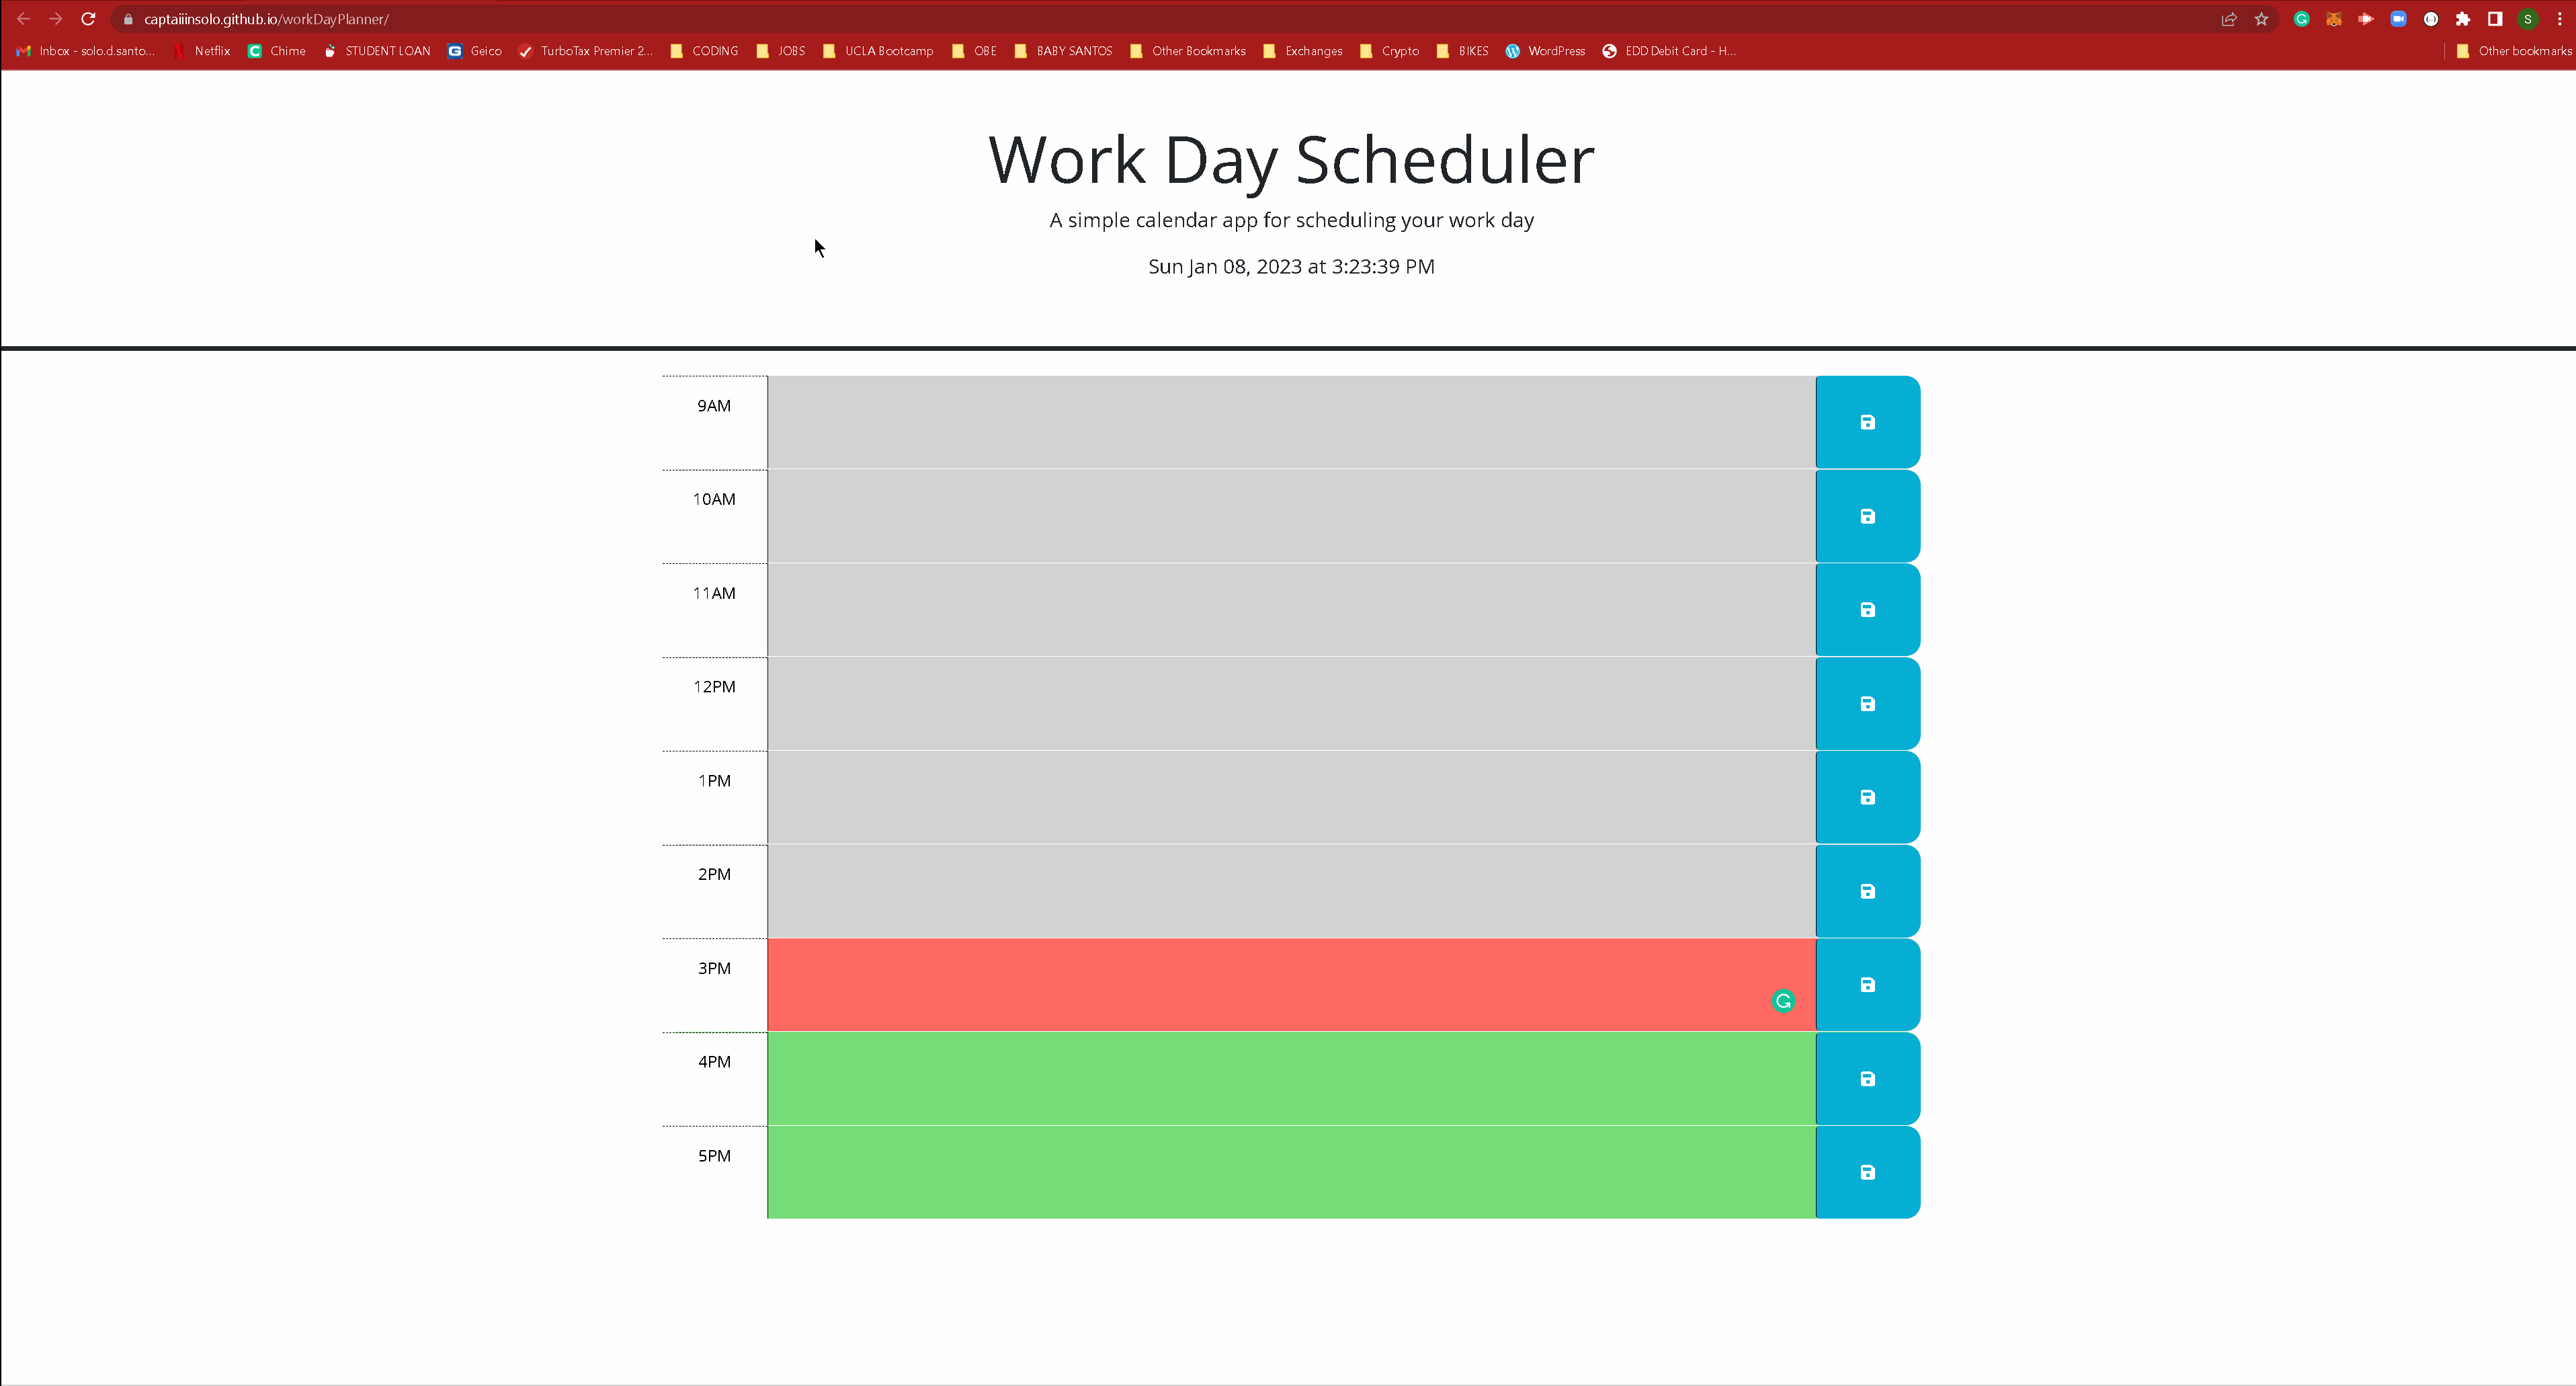 captaiiinsolo.github.io/workDayPlanner/
S
Inbox - solo.d.santo... Netflix Chime STUDENT LOAN Geico TurboTax Premier 2... CODING JOBS UCLA Bootcamp OBE BABY SANTOS Other Bookmarks Exchanges Crypto BIKES WordPress EDD Debit Card - H... Other bookmarks
Work Day Scheduler
A simple calendar app for scheduling your work day
Sun Jan 08, 2023 at 3:23:39 PM
9AM
10AM
11AM
12PM
1PM
2PM
3PM
4PM
5PM